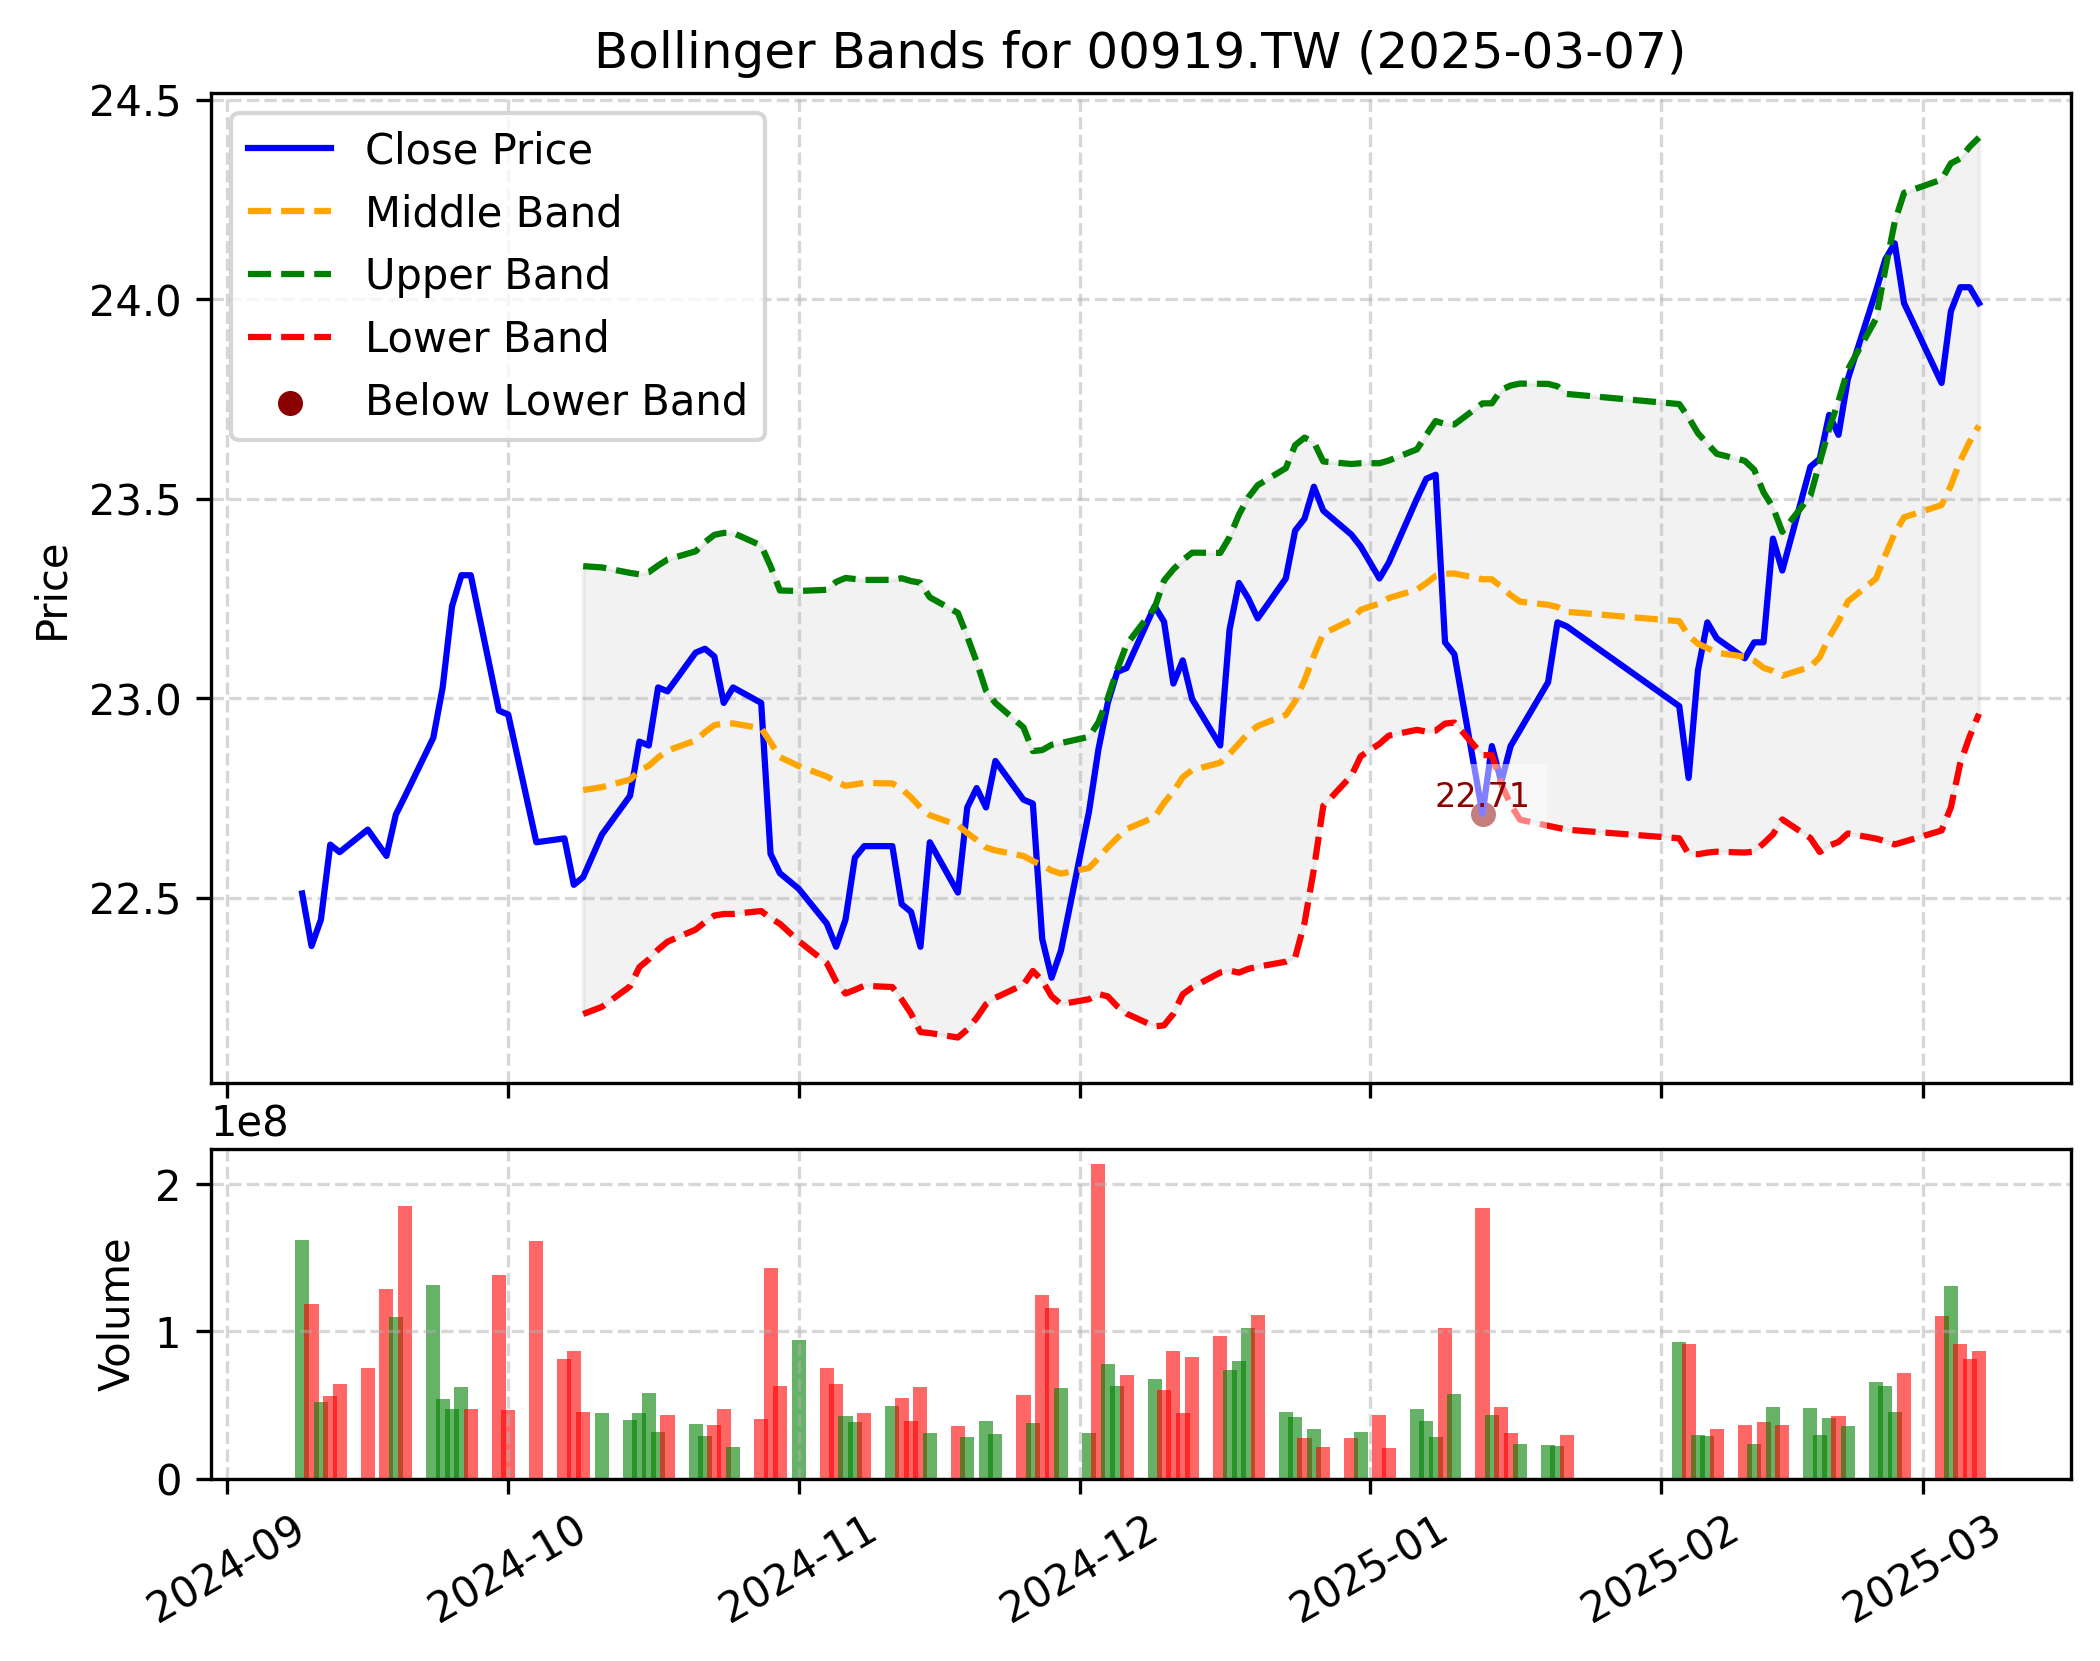 Bollinger Bands for 00919.TW (2025-03-07)
24.5
24.0
23.5
23.0
22.5
Price
Close Price
Middle Band
Upper Band
Lower Band
Below Lower Band
22.71
1e8
2
1
0
Volume
2024-09
2024-10
2024-11
2024-12
2025-01
2025-02
2025-03